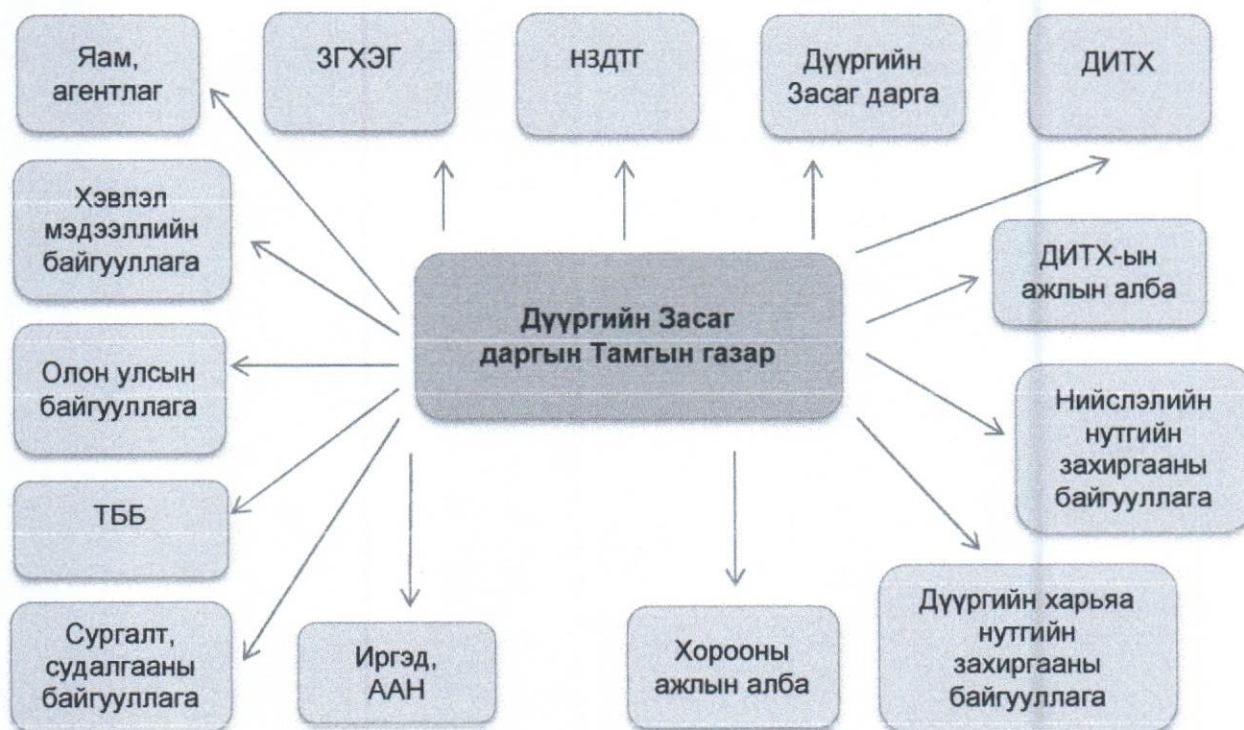 Яам,
агентлаг
ЗГХЭГ
НЗДТГ
Дүүргийн
Засаг дарга
ДИТХ
Хэвлэл
мэдээллийн
байгууллага
ДИТХ-ын
ажлын алба
Дүүргийн Засаг
даргын Тамгын газар
Олон улсын
байгууллага
Нийслэлийн
нутгийн
захиргааны
байгууллага
ТББ
Сургалт,
судалгааны
байгууллага
Иргэд,
ААН
Хорооны
ажлын алба
Дүүргийн харьяа
нутгийн
захиргааны
байгууллага